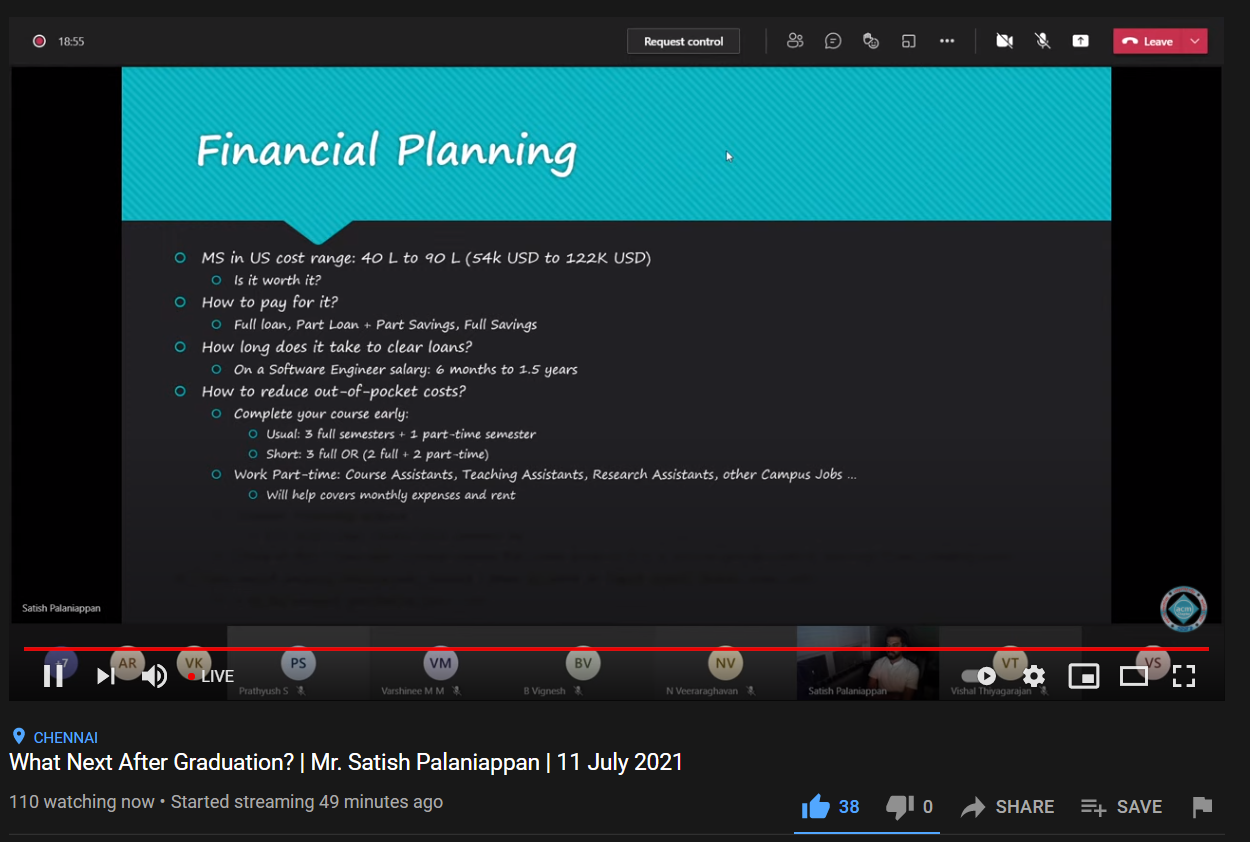 18:55
Request control
Leave
Financial Planning
MS in US cost range: 40 L to 90 L (54k USD to 122K USD)
Is it worth it?
How to pay for it?
Full loan, Part Loan + Part Savings, Full Savings
How long does it take to clear loans?
On a Software Engineer salary: 6 months to 1.5 years
How to reduce out-of-pocket costs?
Complete your course early:
Usual: 3 full semesters + 1 part-time semester
Short: 3 full OR (2 full + 2 part-time)
Work Part-time: Course Assistants, Teaching Assistants, Research Assistants, other Campus Jobs ...
Will help covers monthly expenses and rent
Satish Palaniappan
acm
+7 AR VK PS VM BV NV VT VS
LIVE
Prathyush S Varshinee M M B Vignesh N Veeraraghavan Satish Palaniappan Vishal Thiyagarajan
CHENNAI
What Next After Graduation? | Mr. Satish Palaniappan | 11 July 2021
110 watching now • Started streaming 49 minutes ago
38 0 SHARE SAVE